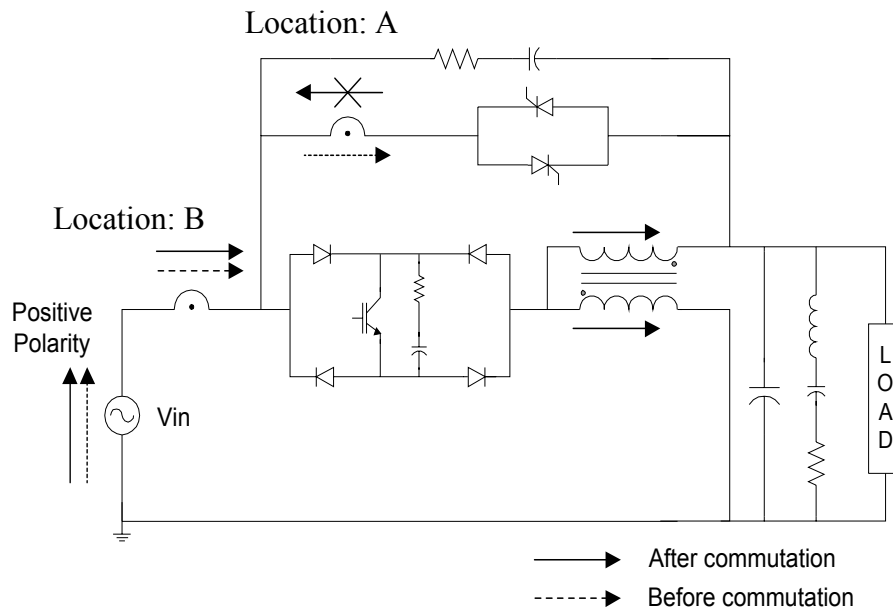 Location: A
Location: B
Positive
Polarity
Vin
L
O
A
D
After commutation
Before commutation